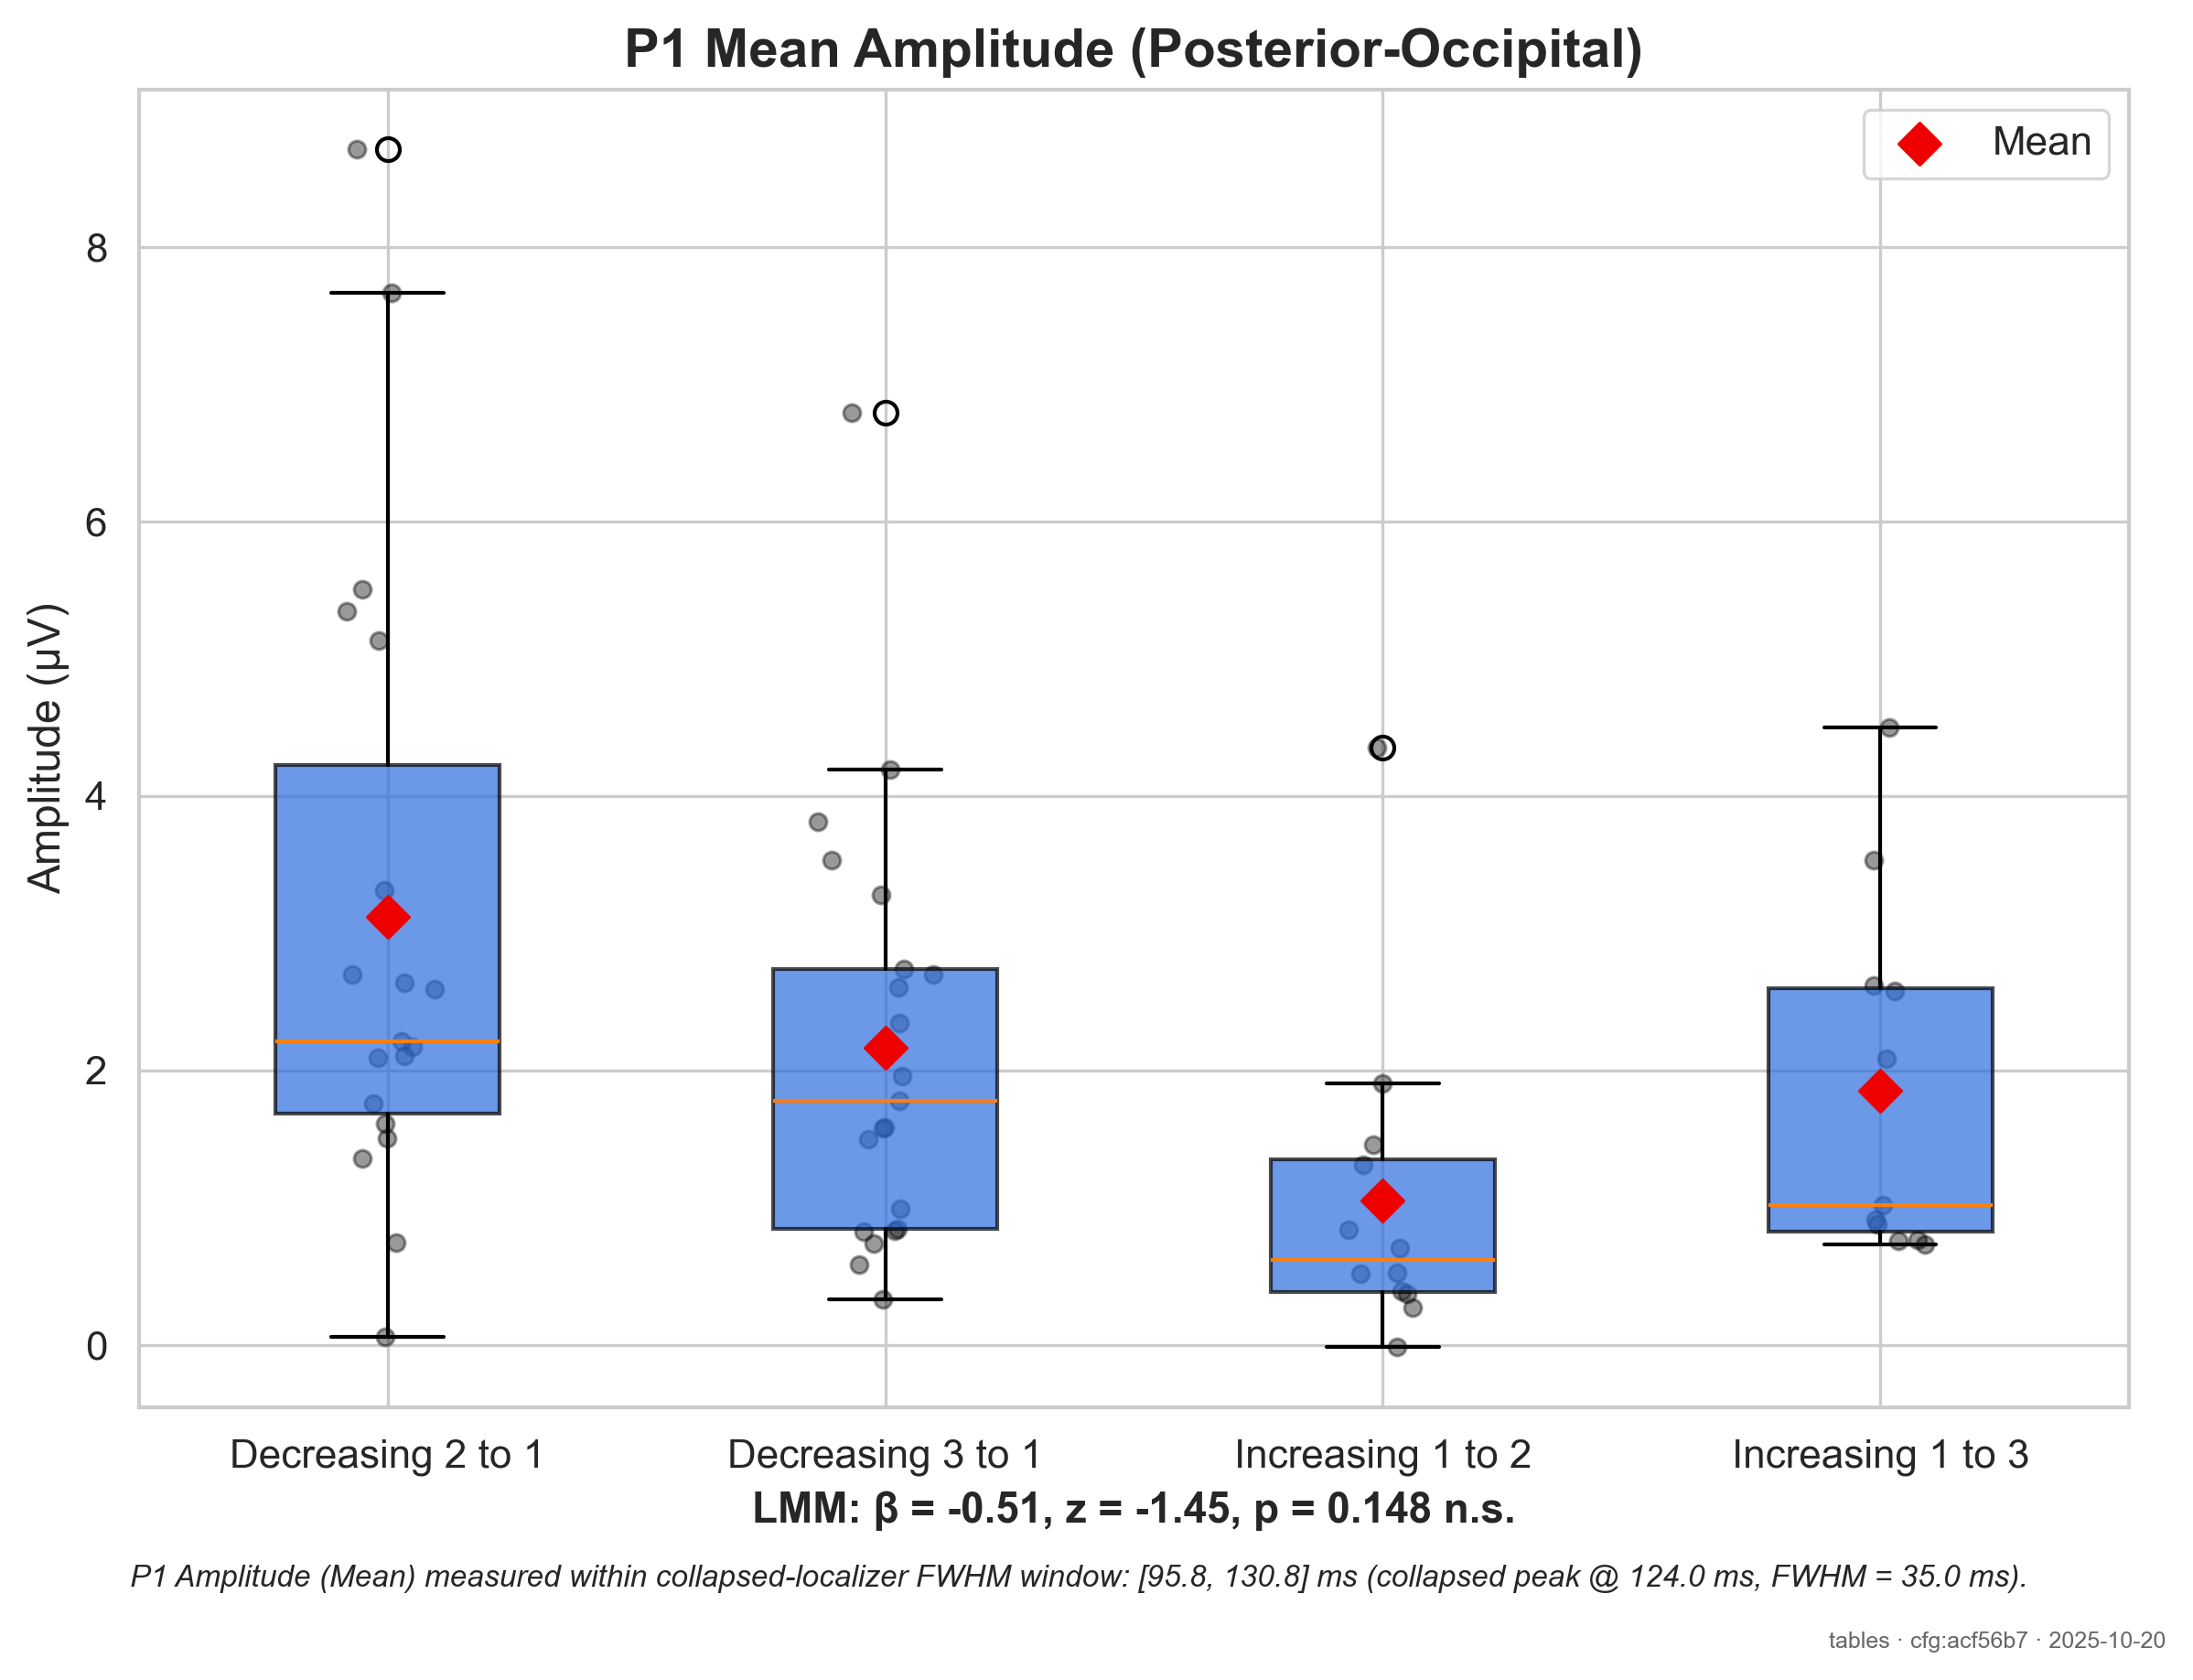 P1 Mean Amplitude (Posterior-Occipital)
Mean
Amplitude (µV)
8
6
4
2
0
Decreasing 2 to 1
Decreasing 3 to 1
Increasing 1 to 2
Increasing 1 to 3
LMM: β = -0.51, z = -1.45, p = 0.148 n.s.
P1 Amplitude (Mean) measured within collapsed-localizer FWHM window: [95.8, 130.8] ms (collapsed peak @ 124.0 ms, FWHM = 35.0 ms).
tables · cfg:acf56b7 · 2025-10-20